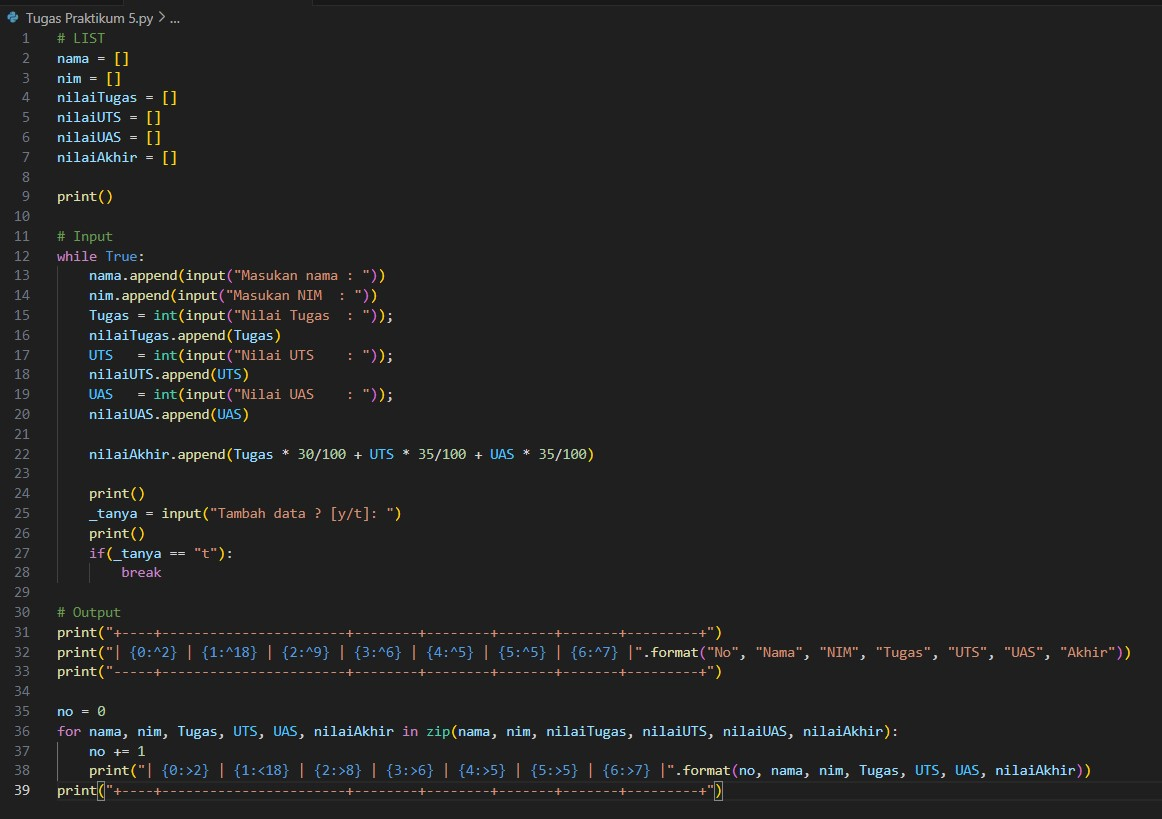 Tugas Praktikum 5.py > ...
1 # LIST
2 nama = []
3 nim = []
4 nilaiTugas = []
5 nilaiUTS = []
6 nilaiUAS = []
7 nilaiAkhir = []
8
9 print()
10
11 # Input
12 while True:
13     nama.append(input("Masukan nama : "))
14     nim.append(input("Masukan NIM  : "))
15     Tugas = int(input("Nilai Tugas  : "));
16     nilaiTugas.append(Tugas)
17     UTS   = int(input("Nilai UTS    : "));
18     nilaiUTS.append(UTS)
19     UAS   = int(input("Nilai UAS    : "));
20     nilaiUAS.append(UAS)
21
22     nilaiAkhir.append(Tugas * 30/100 + UTS * 35/100 + UAS * 35/100)
23
24     print()
25     _tanya = input("Tambah data ? [y/t]: ")
26     print()
27     if(_tanya == "t"):
28         break
29
30 # Output
31 print("+----+-----------------------+--------+--------+-------+-------+---------+")
32 print("| {0:^2} | {1:^18} | {2:^9} | {3:^6} | {4:^5} | {5:^5} | {6:^7} |".format("No", "Nama", "NIM", "Tugas", "UTS", "UAS", "Akhir"))
33 print("-----+-----------------------+--------+--------+-------+-------+---------+")
34
35 no = 0
36 for nama, nim, Tugas, UTS, UAS, nilaiAkhir in zip(nama, nim, nilaiTugas, nilaiUTS, nilaiUAS, nilaiAkhir):
37     no += 1
38     print("| {0:>2} | {1:<18} | {2:>8} | {3:>6} | {4:>5} | {5:>5} | {6:>7} |".format(no, nama, nim, Tugas, UTS, UAS, nilaiAkhir))
39 print("+----+-----------------------+--------+--------+-------+-------+---------+")